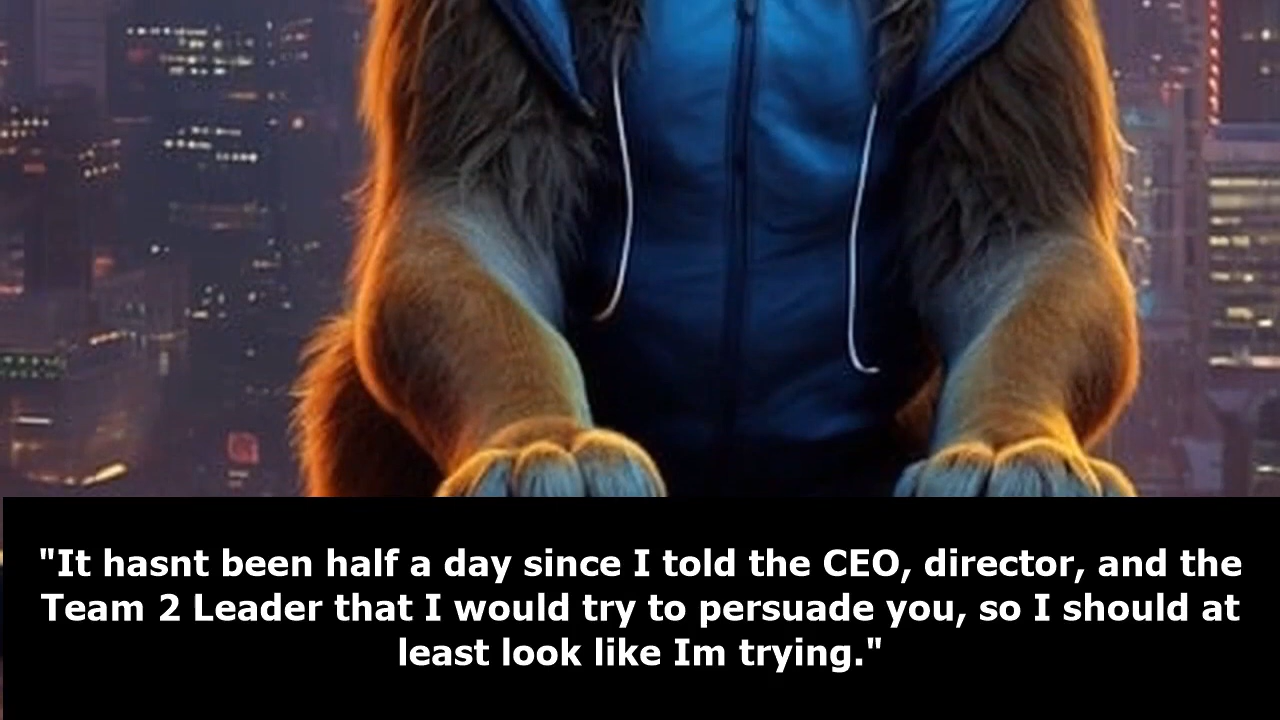 "It hasnt been half a day since I told the CEO, director, and the
Team 2 Leader that I would try to persuade you, so I should at
least look like Im trying."